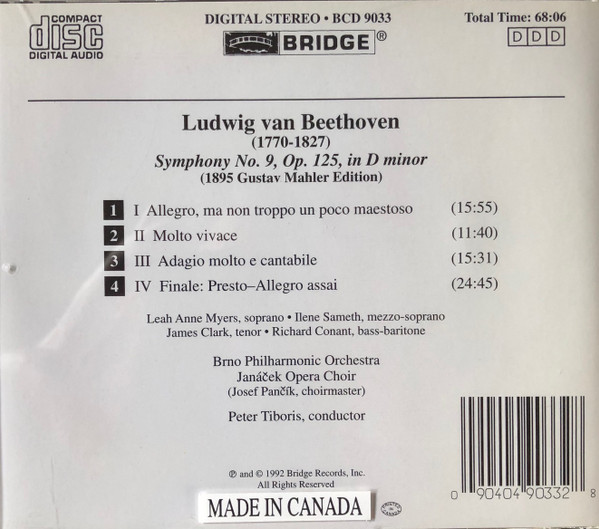 COMPACT
disc
DIGITAL AUDIO
DIGITAL STEREO • BCD 9033
BRIDGE®
Total Time: 68:06
D D D
Ludwig van Beethoven
(1770-1827)
Symphony No. 9, Op. 125, in D minor
(1895 Gustav Mahler Edition)
1 I Allegro, ma non troppo un poco maestoso (15:55)
2 II Molto vivace (11:40)
3 III Adagio molto e cantabile (15:31)
4 IV Finale: Presto–Allegro assai (24:45)
Leah Anne Myers, soprano • Ilene Sameth, mezzo-soprano
James Clark, tenor • Richard Conant, bass-baritone
Brno Philharmonic Orchestra
Janáček Opera Choir
(Josef Pančík, choirmaster)
Peter Tiboris, conductor
℗ and © 1992 Bridge Records, Inc.
All Rights Reserved
MADE IN CANADA
0 90404 90332 8